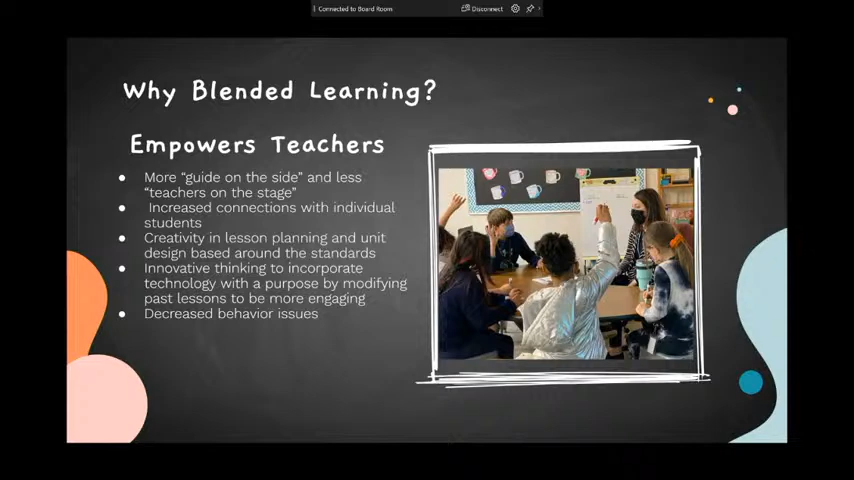 Connected to Board Room
Disconnect
Why Blended Learning?
Empowers Teachers
● More “guide on the side” and less
“teachers on the stage”
● Increased connections with individual
students
● Creativity in lesson planning and unit
design based around the standards
● Innovative thinking to incorporate
technology with a purpose by modifying
past lessons to be more engaging
● Decreased behavior issues